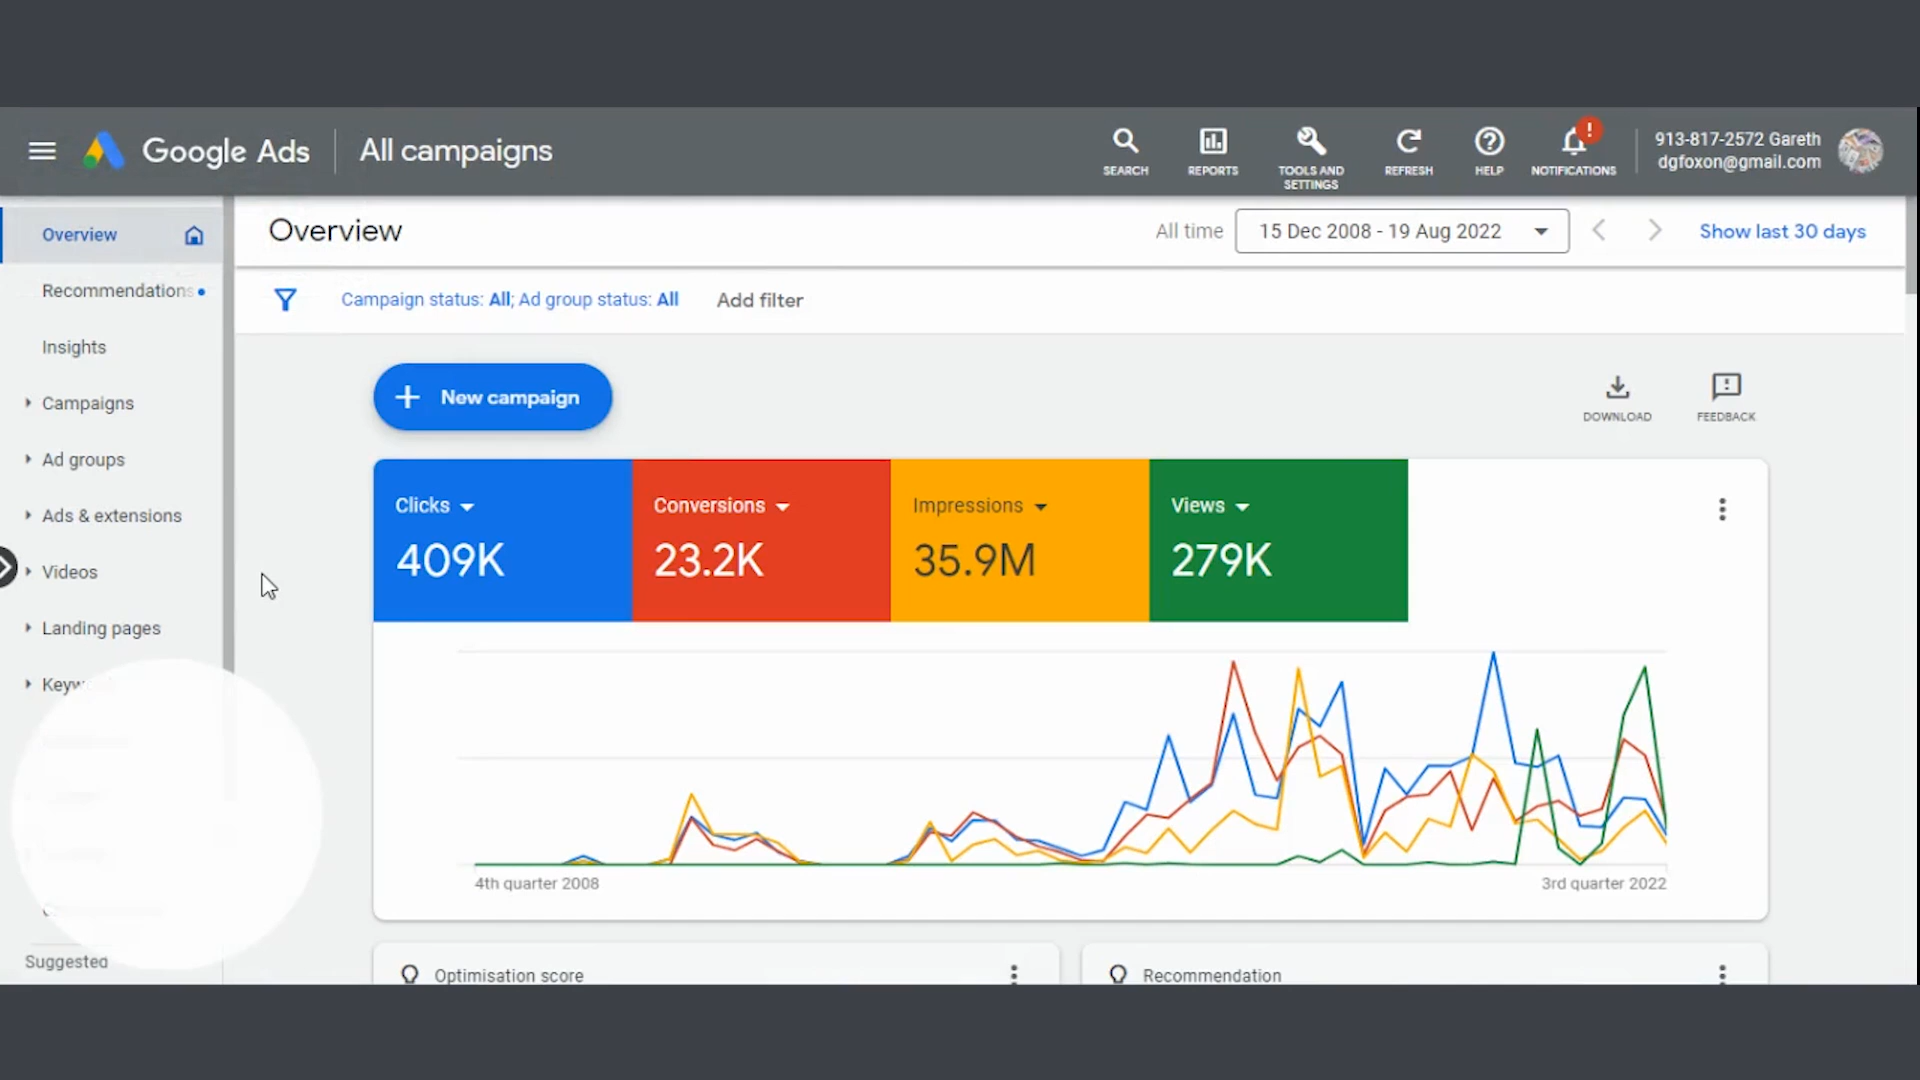 Google Ads
All campaigns
SEARCH
REPORTS
TOOLS AND
SETTINGS
REFRESH
HELP
!
NOTIFICATIONS
913-817-2572 Gareth
dgfoxon@gmail.com
Overview
Recommendations
Insights
Campaigns
Ad groups
Ads & extensions
Videos
Landing pages
Suggested
Overview
All time
15 Dec 2008 - 19 Aug 2022
Show last 30 days
Campaign status: All; Ad group status: All
Add filter
New campaign
DOWNLOAD
FEEDBACK
Clicks
409K
Conversions
23.2K
Impressions
35.9M
Views
279K
4th quarter 2008
3rd quarter 2022
Optimisation score
Recommendation